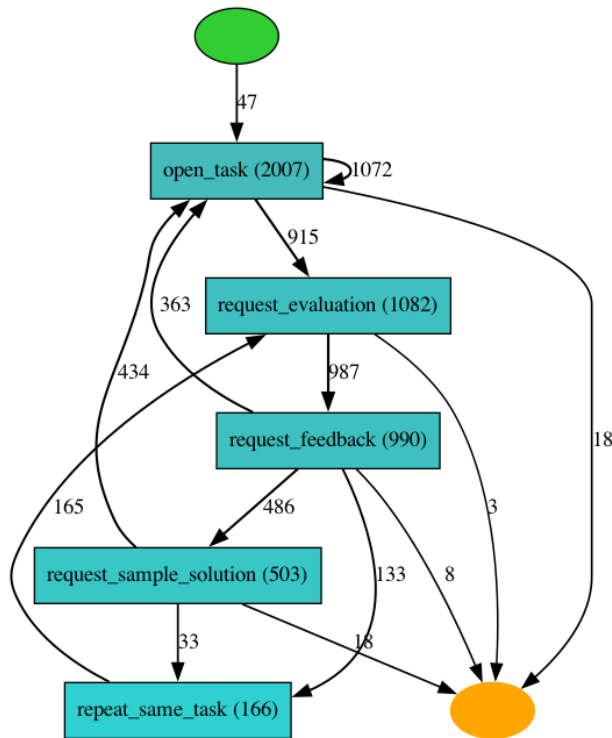 47
open_task (2007)
1072
915
request_evaluation (1082)
363
987
434
request_feedback (990)
18
165
486
3
133
8
request_sample_solution (503)
33
18
repeat_same_task (166)